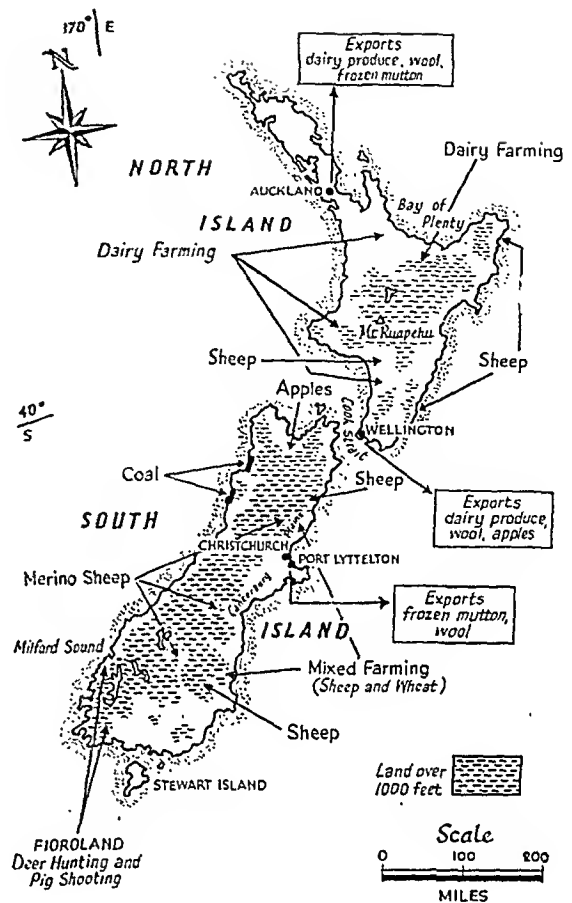 170° E
N
Exports
dairy produce, wool,
frozen mutton
NORTH
Dairy Farming
AUCKLAND
Bay of
Plenty
ISLAND
Dairy Farming
Mt. Ruapehu
Sheep
Sheep
Apples
40°
S
Cook Strait
WELLINGTON
Coal
Sheep
Exports
dairy produce,
wool, apples
SOUTH
CHRISTCHURCH
PORT LYTTELTON
Merino Sheep
Canterbury
Plains
Exports
frozen mutton,
wool
ISLAND
Milford Sound
Mixed Farming
(Sheep and Wheat)
Sheep
STEWART ISLAND
Land over
1000 feet
FIOROLAND
Deer Hunting and
Pig Shooting
Scale
0 100 200
MILES